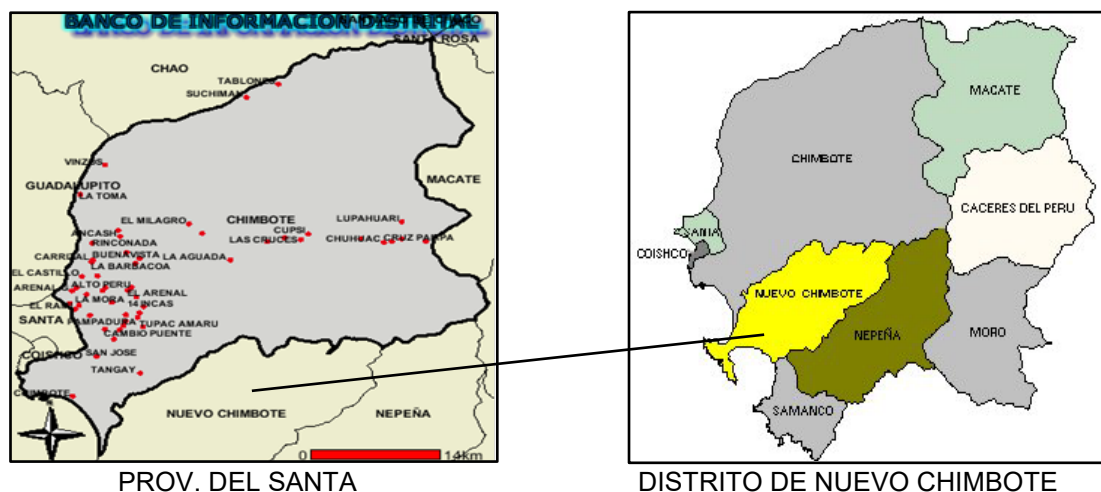 BANCO DE INFORMACION DISTRITAL
SANTA ROSA
CHAO
TABLONES
SUCHIMAN
VINZOS
GUADALUPITO
LA TOMA
MACATE
EL MILAGRO
CHIMBOTE
LUPAHUARI
ANCASH
CUPSI
RINCONADA
LAS CRUCES
CHUHUAC
CRUZ PAMPA
CARRIZAL
BUENAVISTA
LA AGUADA
LA BARBACOA
EL CASTILLO
ALTO PERU
EL ARENAL
LA MORA
14 INCAS
SANTA
PAMPADURA
TUPAC AMARU
CAMBIO PUENTE
COISHCO
SAN JOSE
TANGAY
CHIMBOTE
NUEVO CHIMBOTE
NEPEÑA
0
14km
PROV. DEL SANTA
MACATE
CHIMBOTE
CACERES DEL PERU
SANTA
COISHCO
NUEVO CHIMBOTE
NEPEÑA
MORO
SAMANCO
DISTRITO DE NUEVO CHIMBOTE